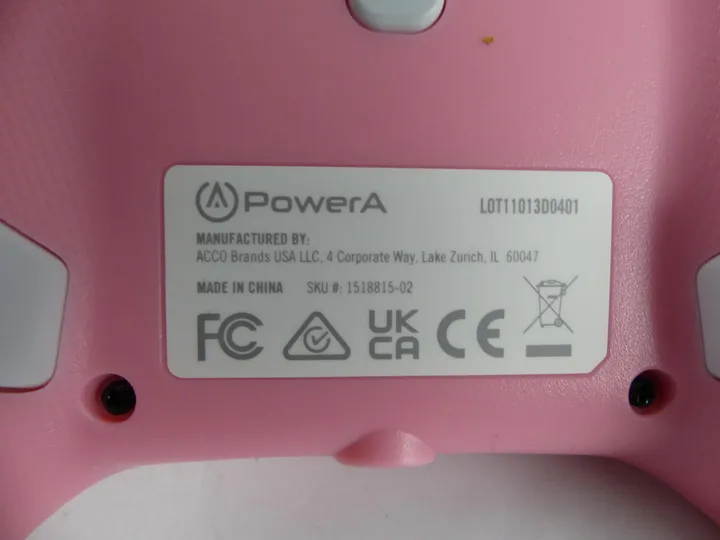 PowerA
LOT11013D0401
MANUFACTURED BY:
ACCO Brands USA LLC, 4 Corporate Way, Lake Zurich, IL 60047
MADE IN CHINA SKU #: 1518815-02
FC UK CA CE